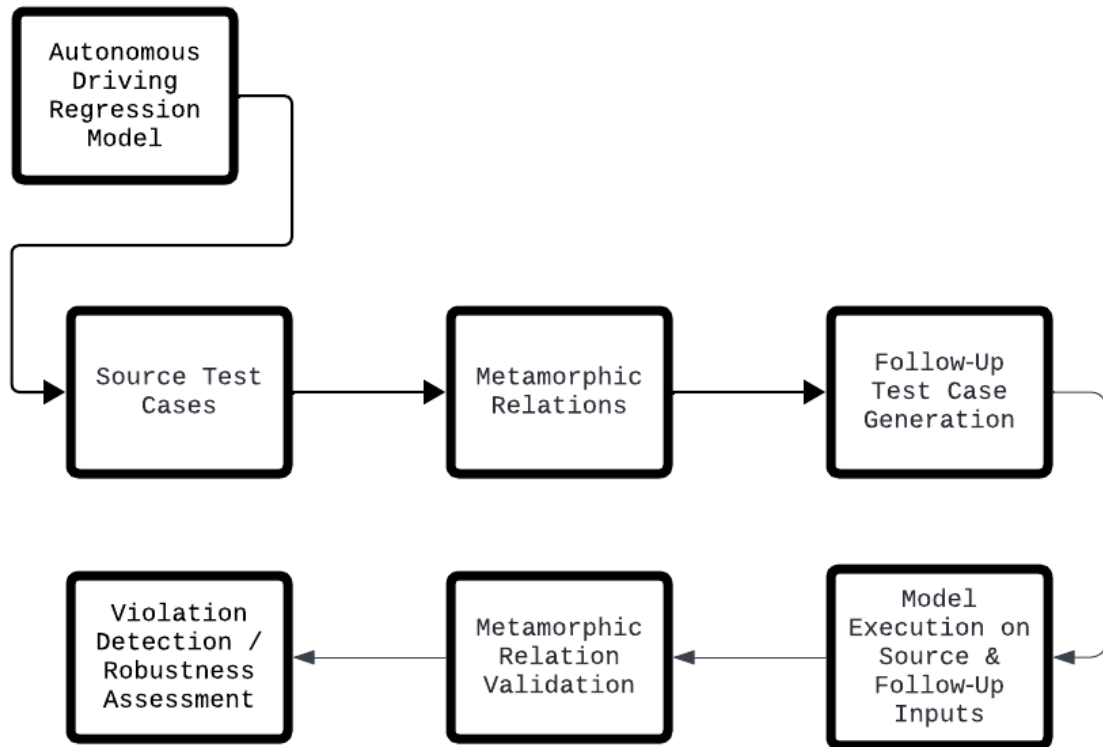 Autonomous
Driving
Regression
Model
Source Test
Cases
Metamorphic
Relations
Follow-Up
Test Case
Generation
Model
Execution on
Source &
Follow-Up
Inputs
Metamorphic
Relation
Validation
Violation
Detection /
Robustness
Assessment